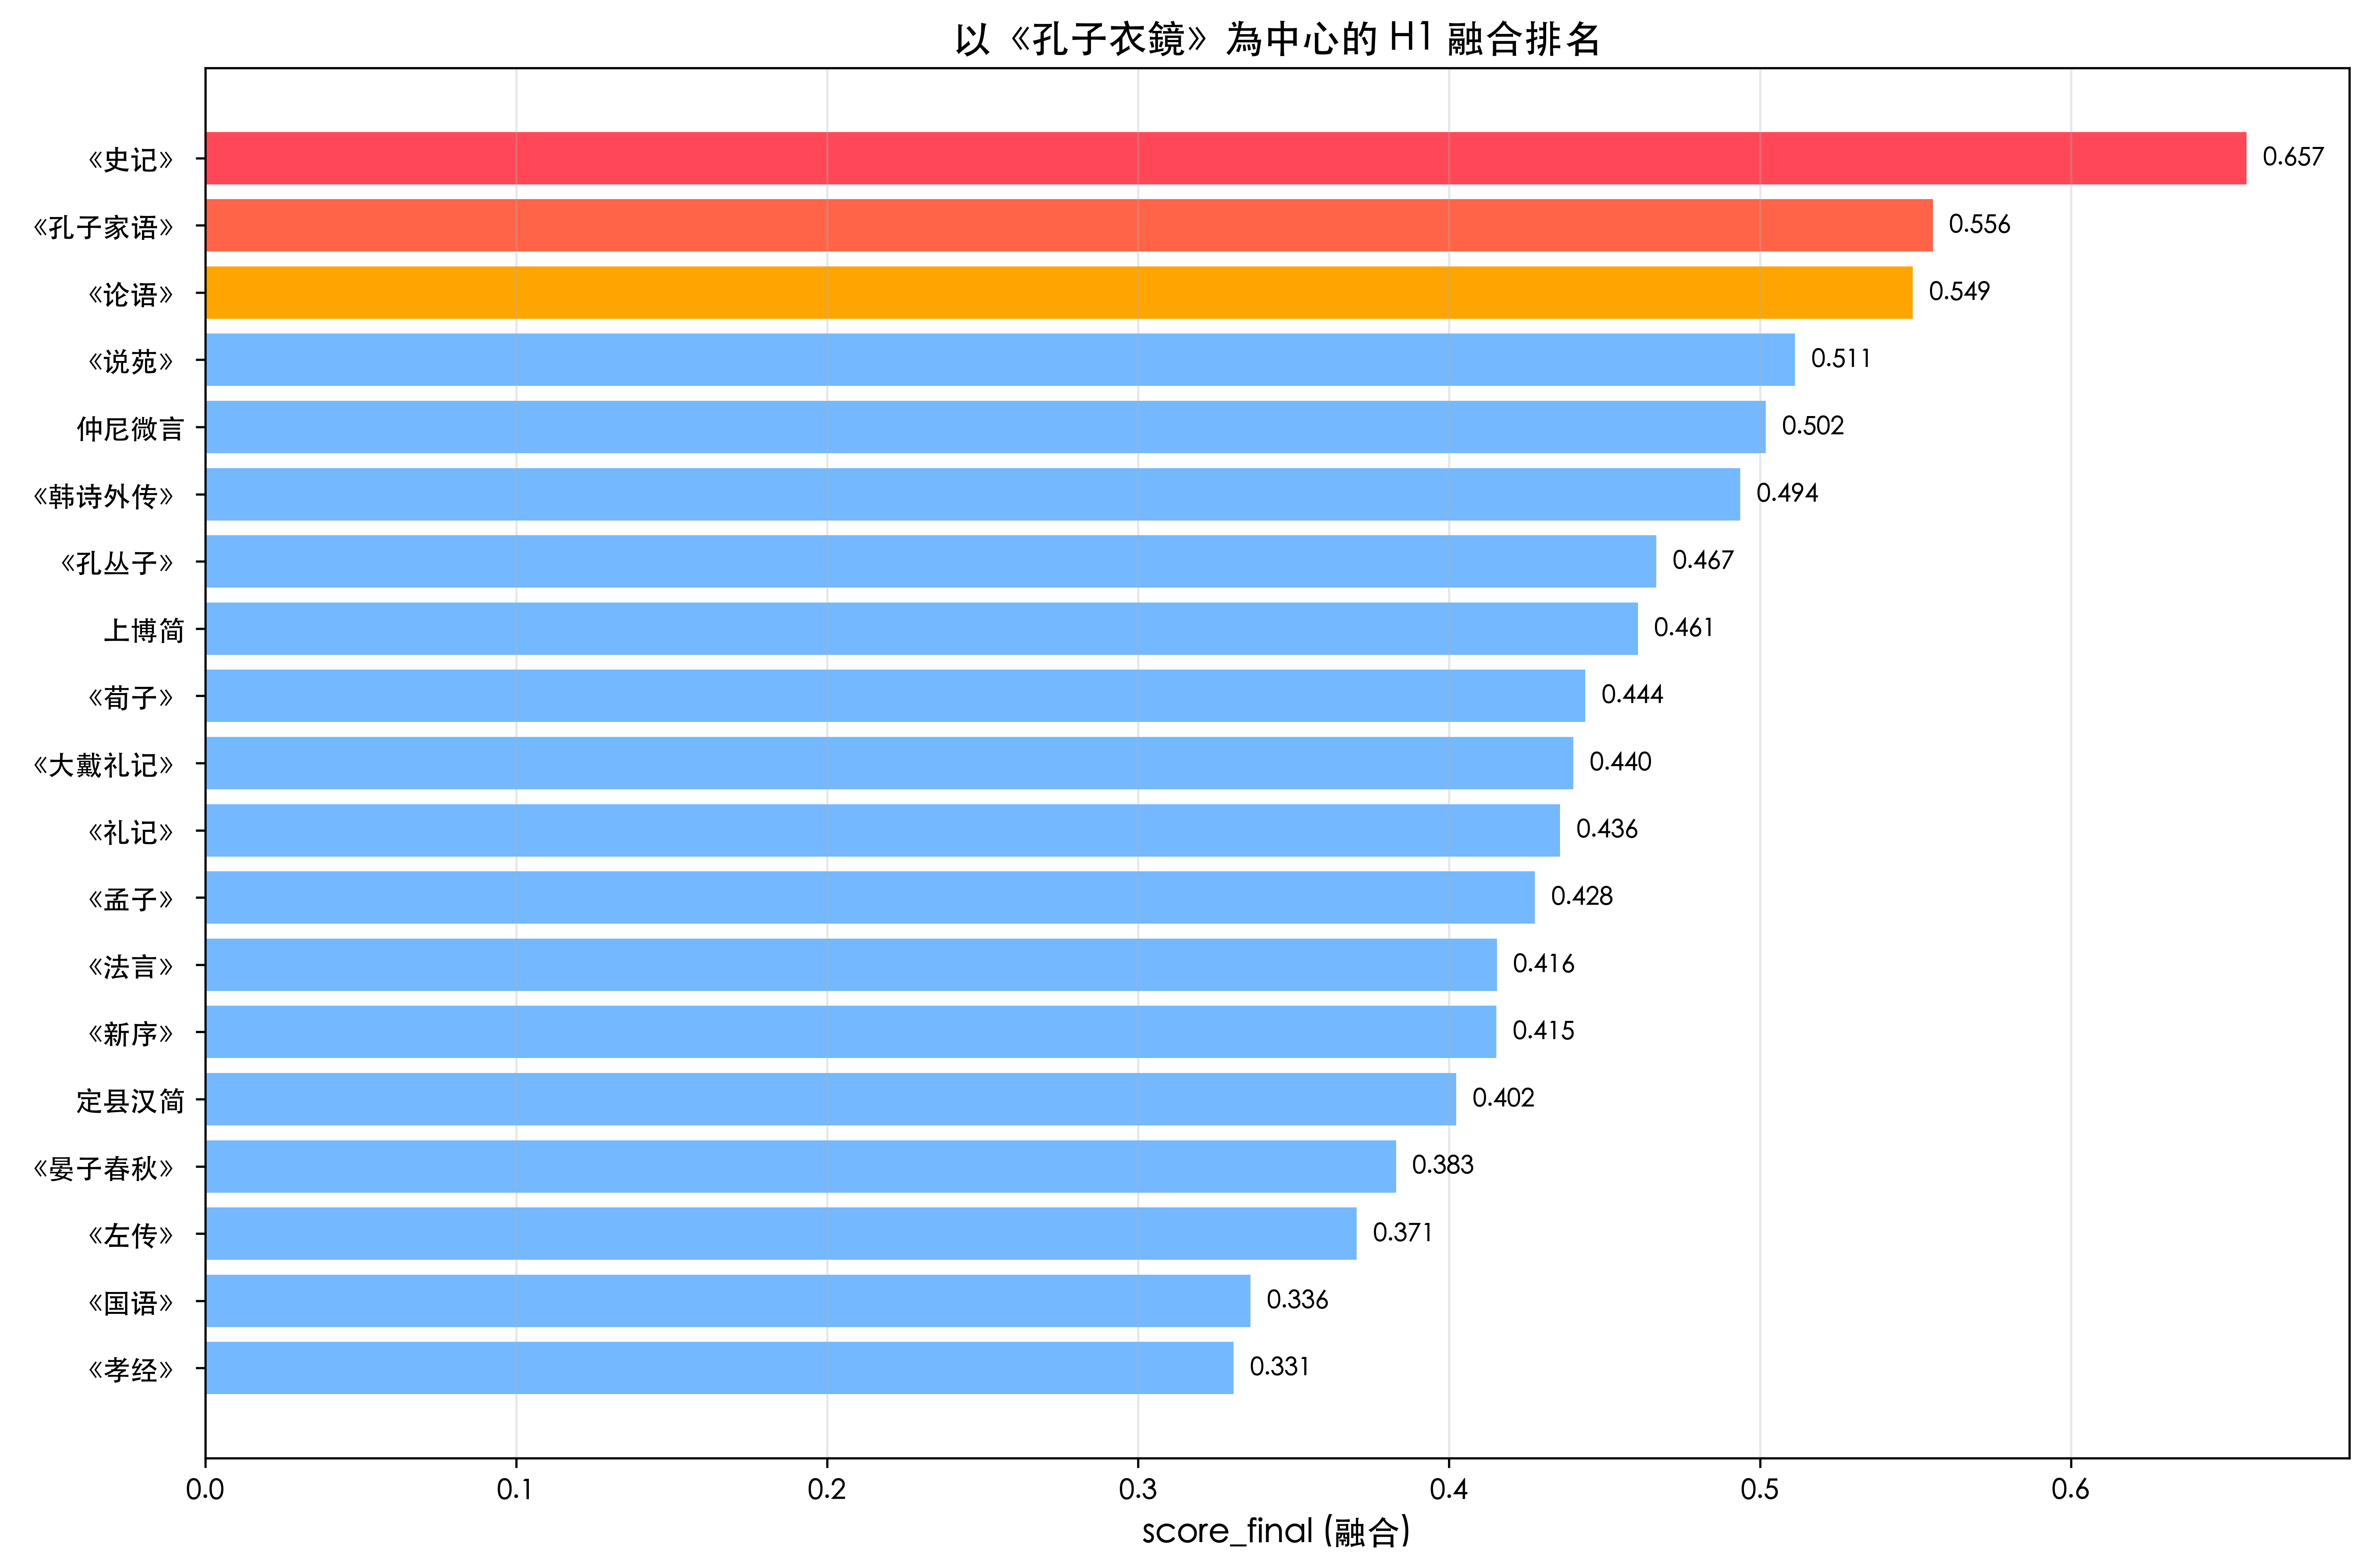 以《孔子衣鏡》為中心的 H1 融合排名
《史记》 0.657
《孔子家语》 0.556
《论语》 0.549
《说苑》 0.511
仲尼微言 0.502
《韩诗外传》 0.494
《孔丛子》 0.467
上博简 0.461
《荀子》 0.444
《大戴礼记》 0.440
《礼记》 0.436
《孟子》 0.428
《法言》 0.416
《新序》 0.415
定县汉简 0.402
《晏子春秋》 0.383
《左传》 0.371
《国语》 0.336
《孝经》 0.331
0.0 0.1 0.2 0.3 0.4 0.5 0.6
score_final (融合)